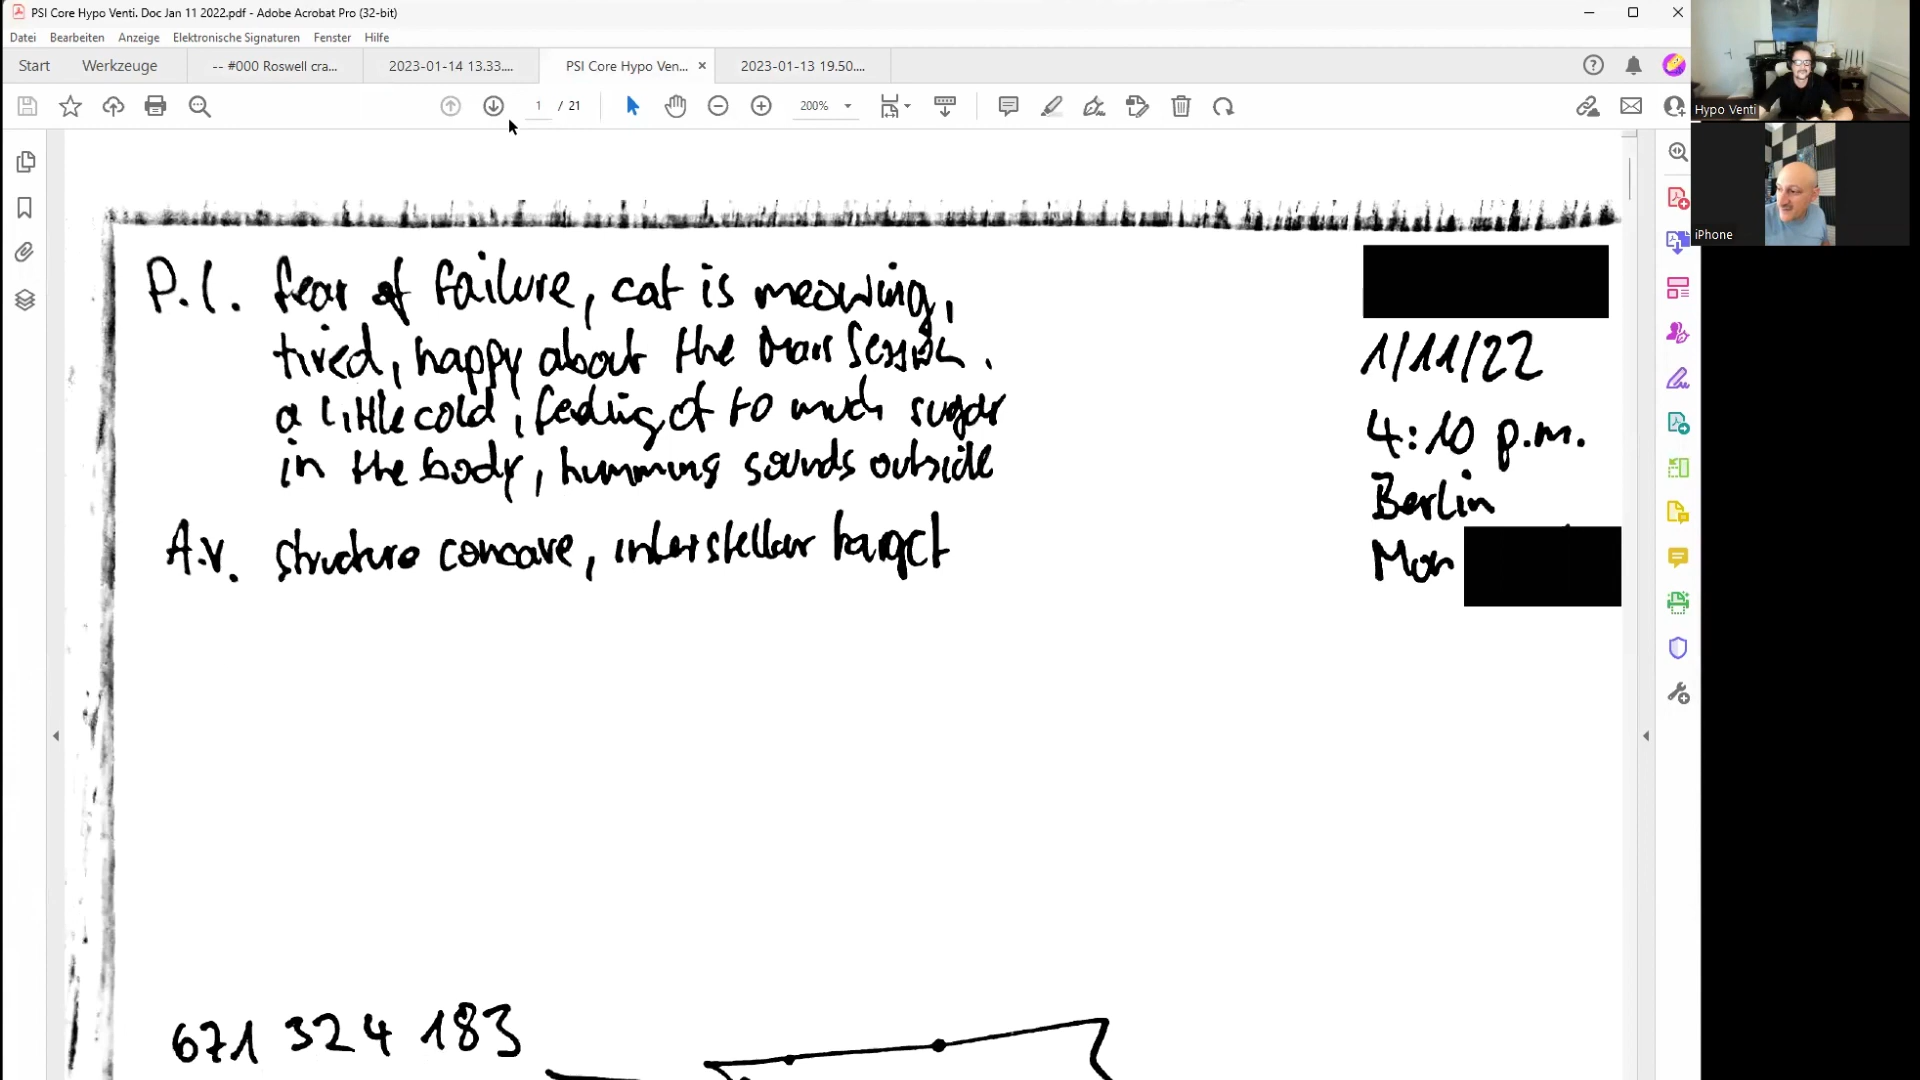 PSI Core Hypo Venti. Doc Jan 11 2022.pdf - Adobe Acrobat Pro (32-bit)
Datei Bearbeiten Anzeige Elektronische Signaturen Fenster Hilfe
Start Werkzeuge -- #000 Roswell cra... 2023-01-14 13.33.... PSI Core Hypo Ven... × 2023-01-13 19.50....
1 / 21 200%
Hypo Venti
iPhone
P.I. fear of failure, cat is meowing,
tired, happy about the Mars Session.
a little cold, feeling of to much sugar
in the body, humming sounds outside
A.V. structure concave, interstellar target
1/11/22
4:10 p.m.
Berlin
Mon
671 324 183